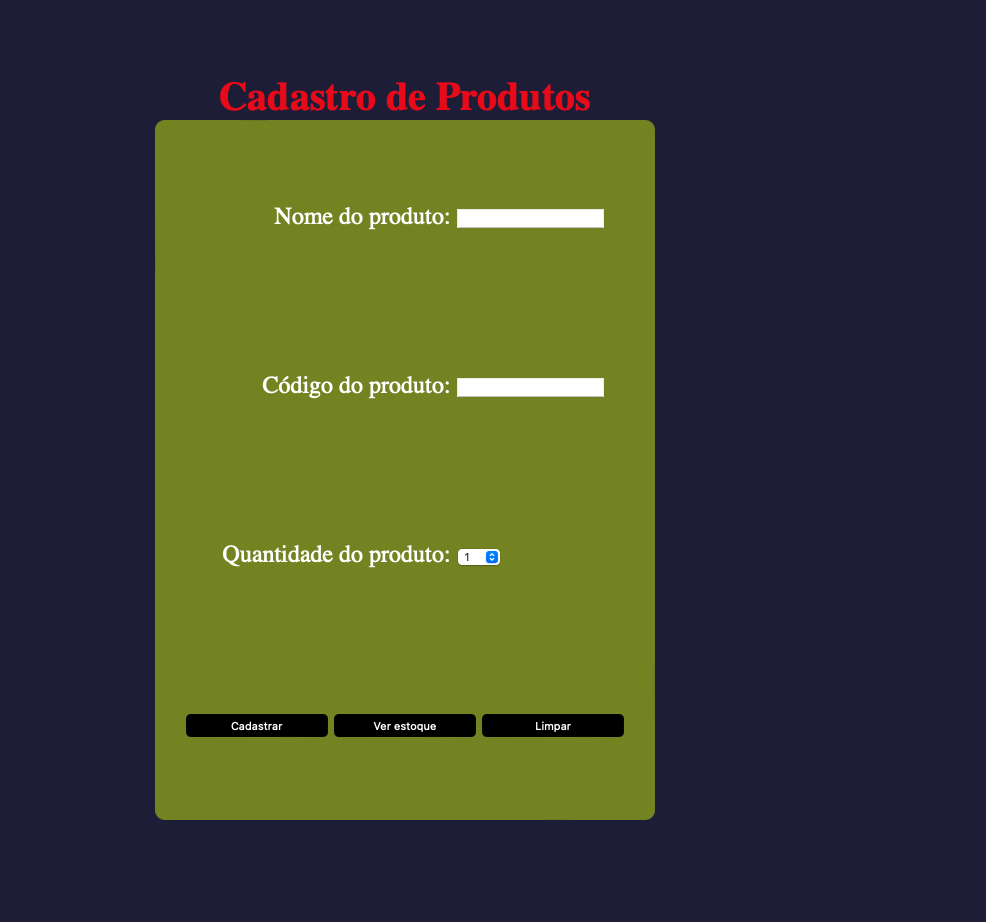 Cadastro de Produtos
Nome do produto:
Código do produto:
Quantidade do produto: 1
Cadastrar Ver estoque Limpar